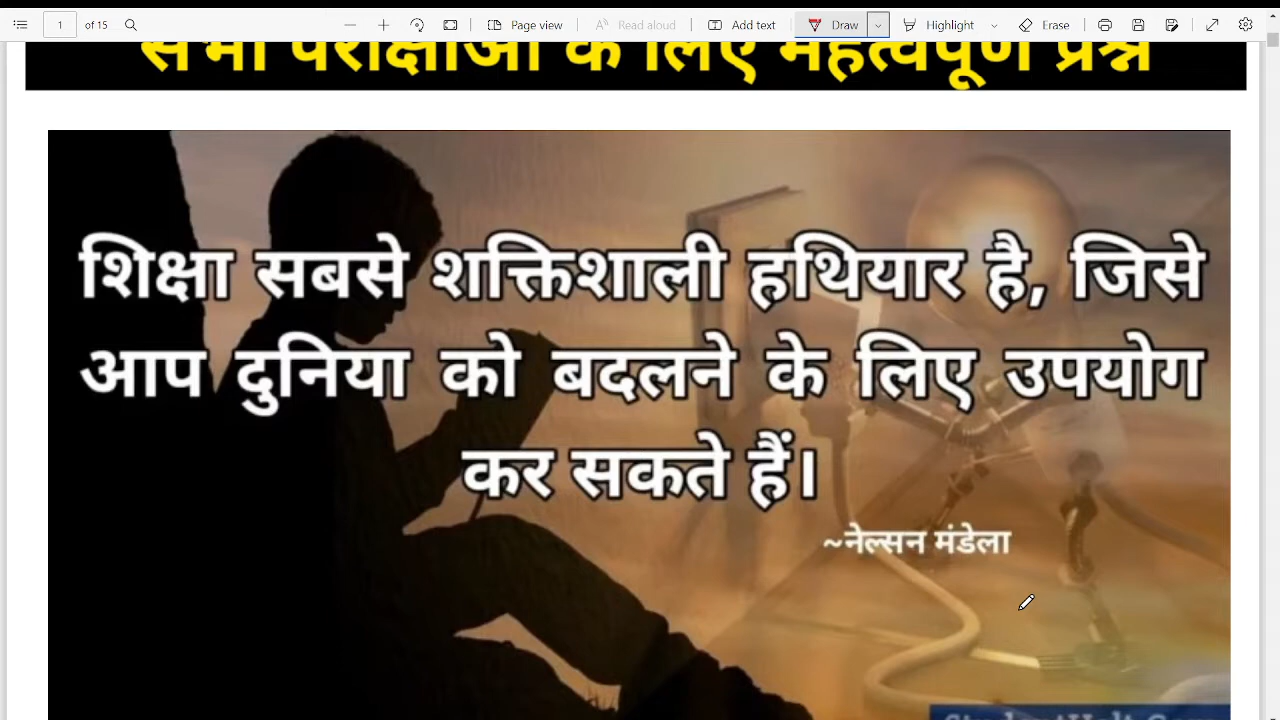 1 of 15 Page view Read aloud Add text Draw Highlight Erase
सभी परीक्षाओं के लिए महत्वपूर्ण प्रश्न
शिक्षा सबसे शक्तिशाली हथियार है, जिसे
आप दुनिया को बदलने के लिए उपयोग
कर सकते हैं।
~नेल्सन मंडेला